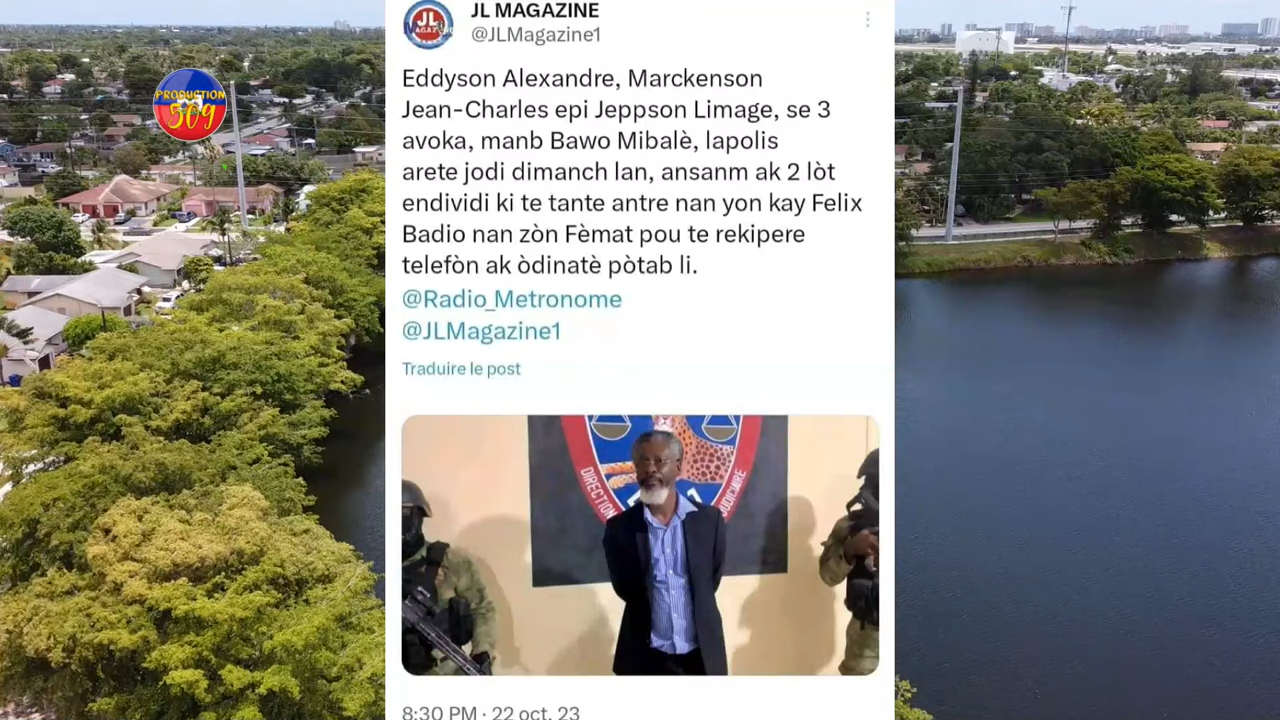 JL MAGAZINE
@JLMagazine1
JL
MAGAZINE
PRODUCTION
509
Eddyson Alexandre, Marckenson
Jean-Charles epi Jeppson Limage, se 3
avoka, manb Bawo Mibalè, lapolis
arete jodi dimanch lan, ansanm ak 2 lòt
endividi ki te tante antre nan yon kay Felix
Badio nan zòn Fèmat pou te rekipere
telefòn ak òdinatè pòtab li.
@Radio_Metronome
@JLMagazine1
Traduire le post
DIRECTION
JUDICIAIRE
8:30 PM · 22 oct. 23